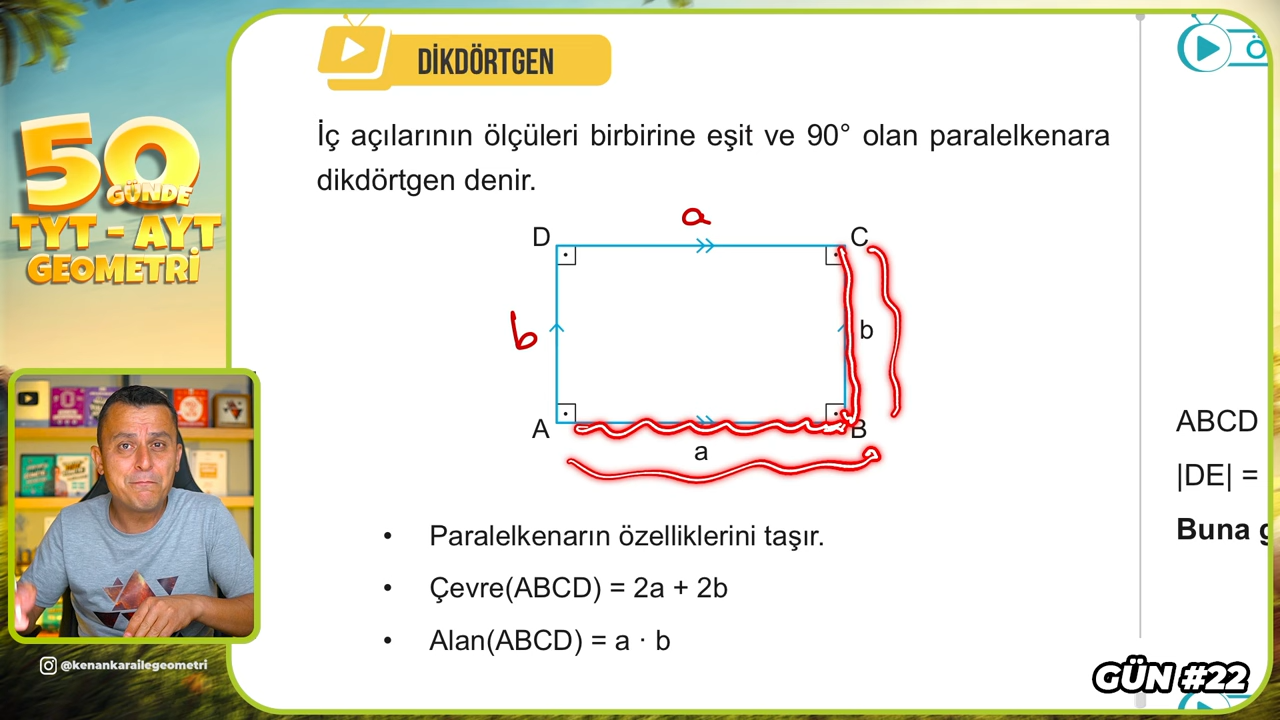 50
GÜNDE
TYT - AYT
GEOMETRİ
DİKDÖRTGEN
İç açılarının ölçüleri birbirine eşit ve 90° olan paralelkenara
dikdörtgen denir.
a
D
C
b
b
A
B
a
• Paralelkenarın özelliklerini taşır.
• Çevre(ABCD) = 2a + 2b
• Alan(ABCD) = a · b
Ö
ABCD
|DE| =
Buna g
@kenankarailegeometri
GÜN #22